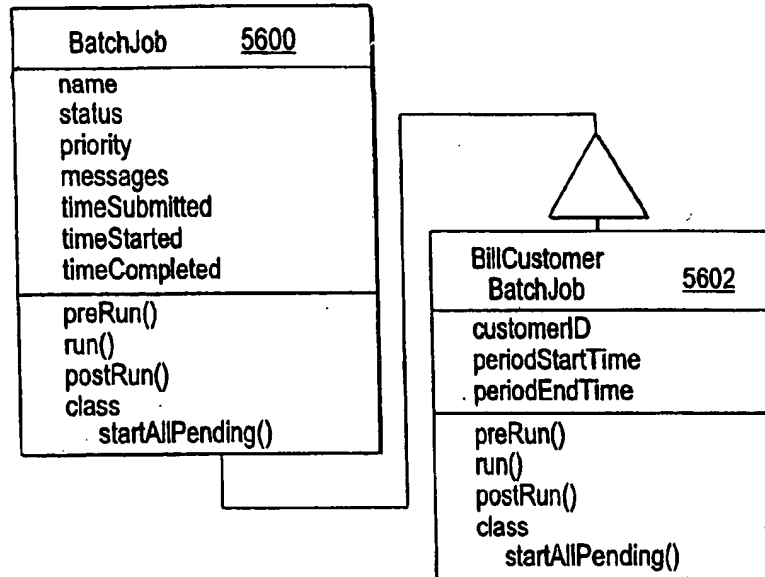 BatchJob 5600
name
status
priority
messages
timeSubmitted
timeStarted
timeCompleted
preRun()
run()
postRun()
class
startAllPending()
BillCustomer
BatchJob 5602
customerID
periodStartTime
periodEndTime
preRun()
run()
postRun()
class
startAllPending()